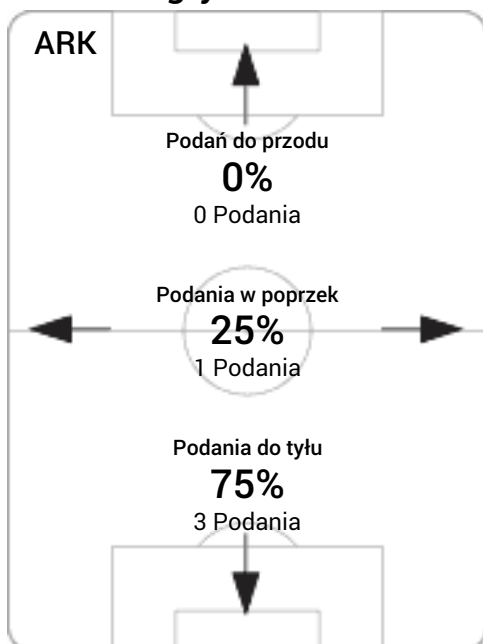 ARK
Podań do przodu
0%
0 Podania
Podania w poprzek
25%
1 Podania
Podania do tyłu
75%
3 Podania